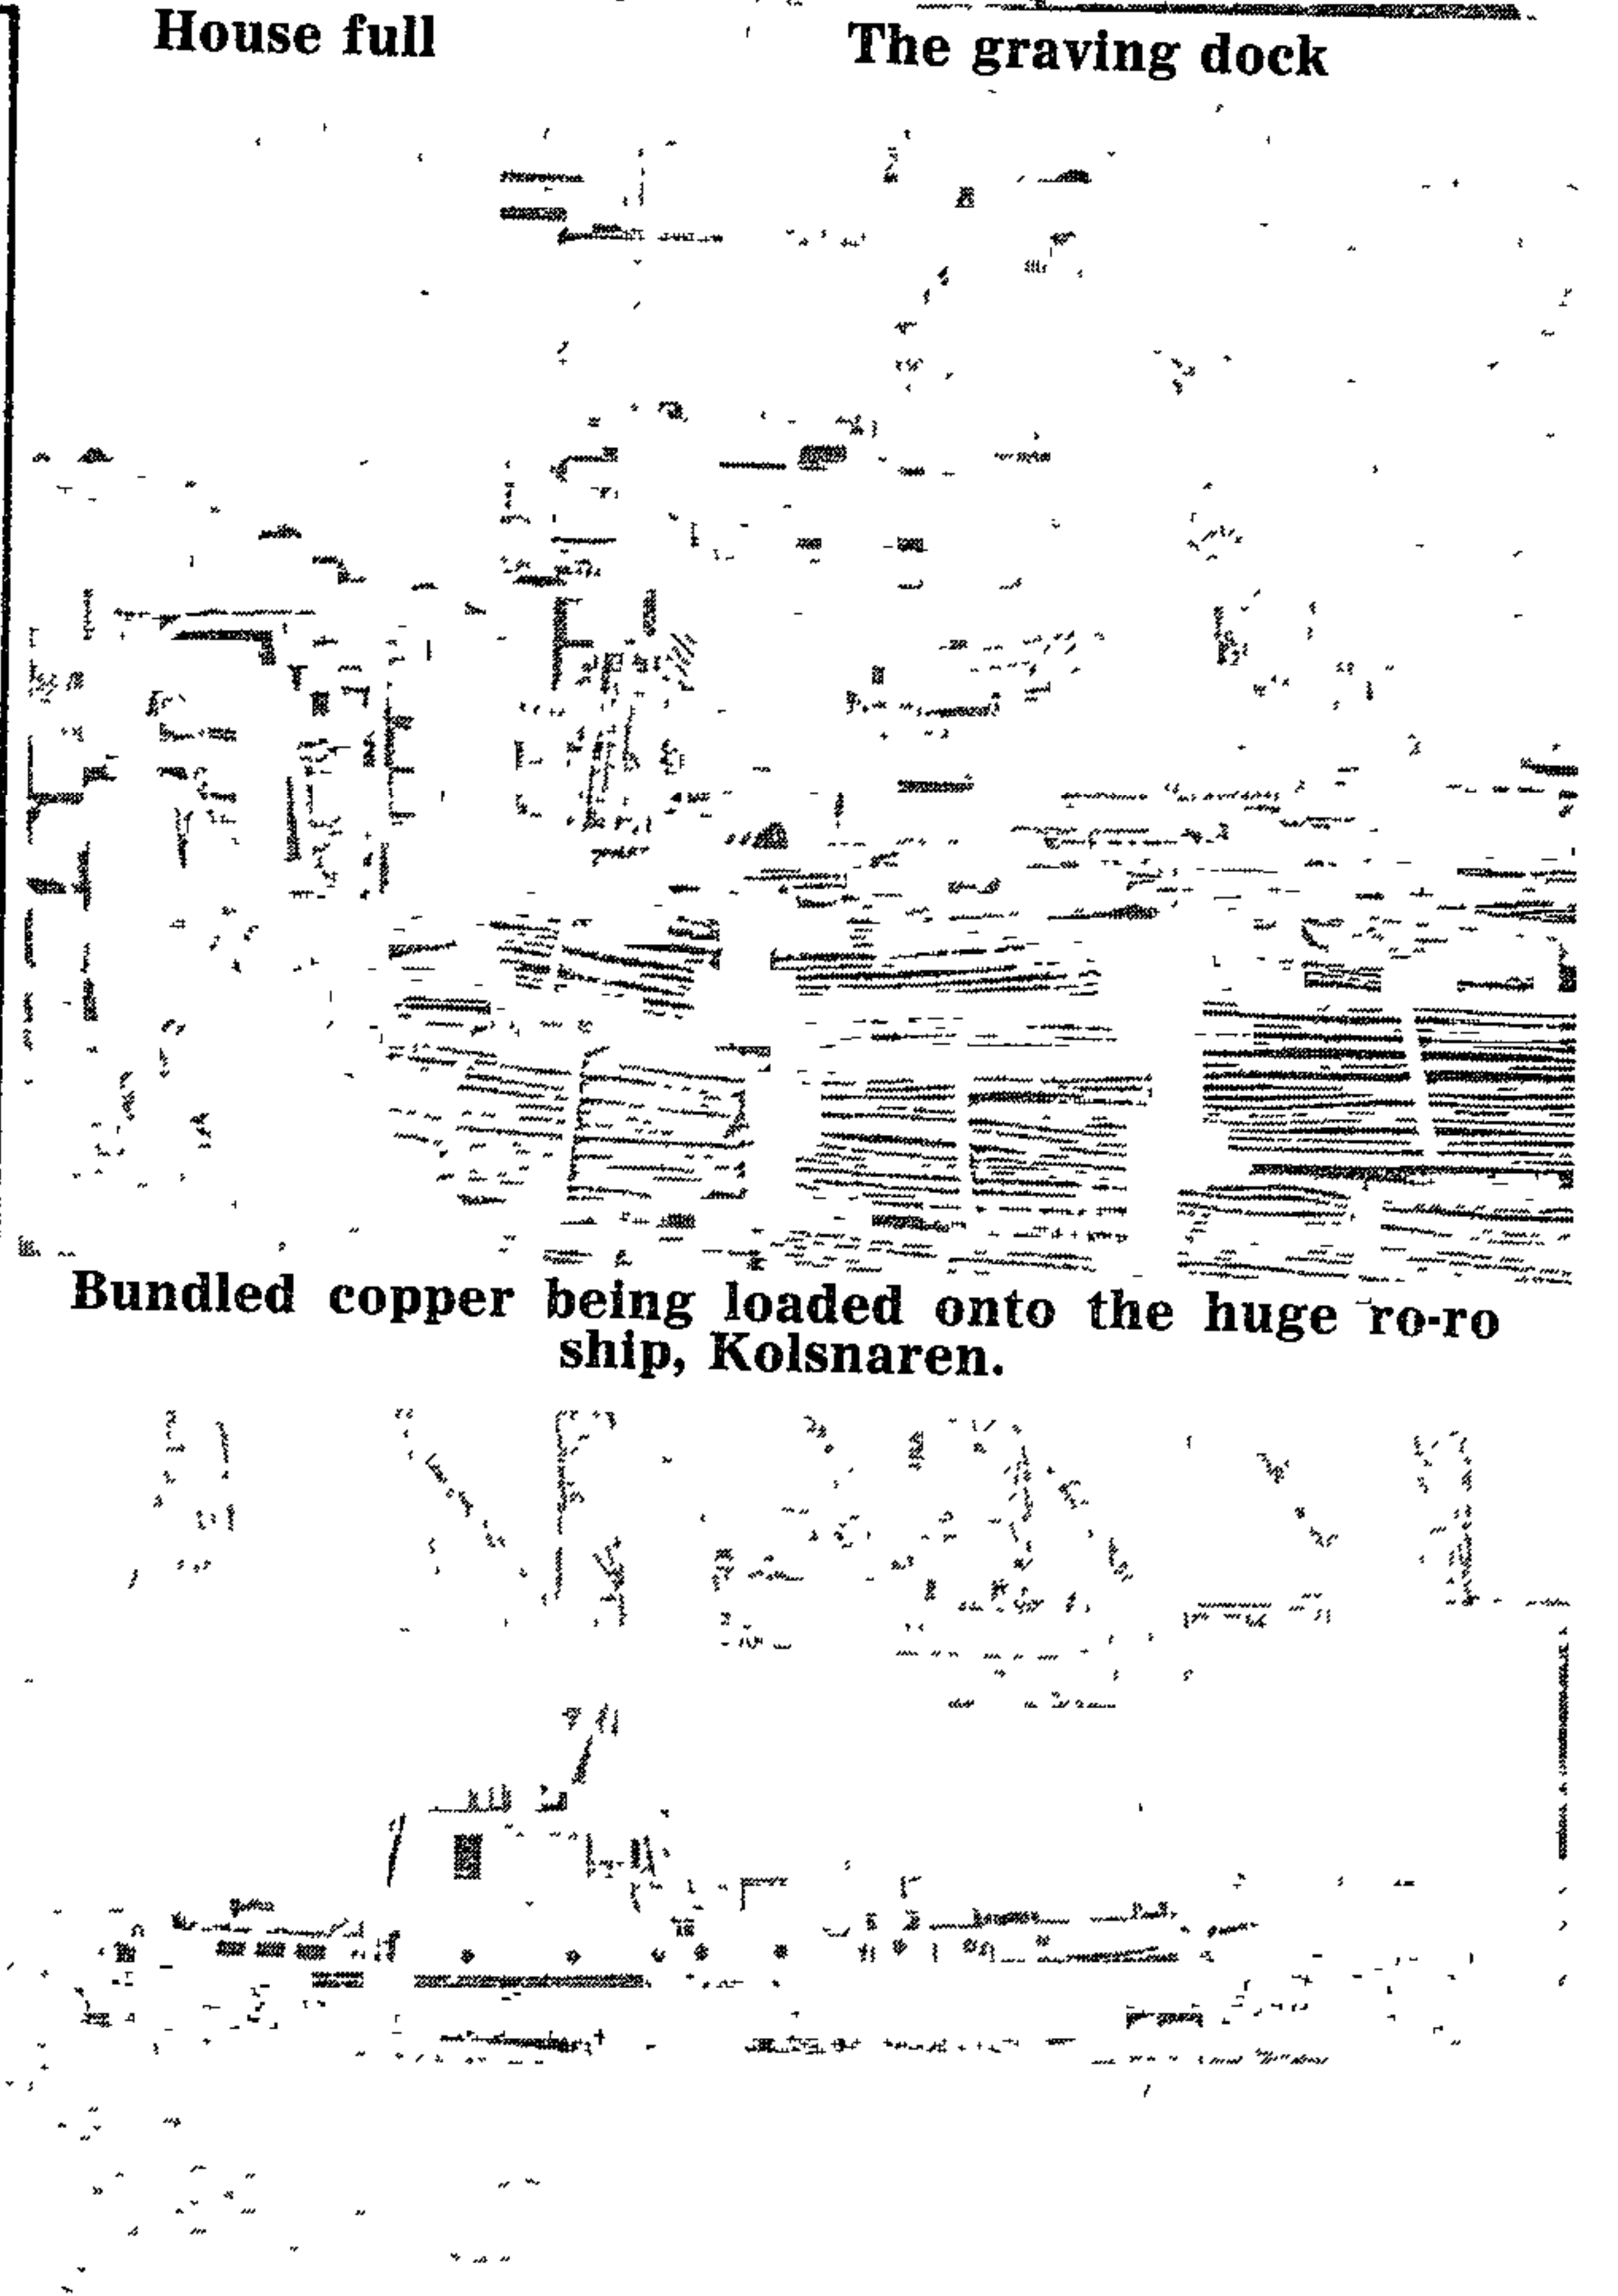 House full
The graving dock
Bundled copper being loaded onto the huge ro-ro
ship, Kolsnaren.